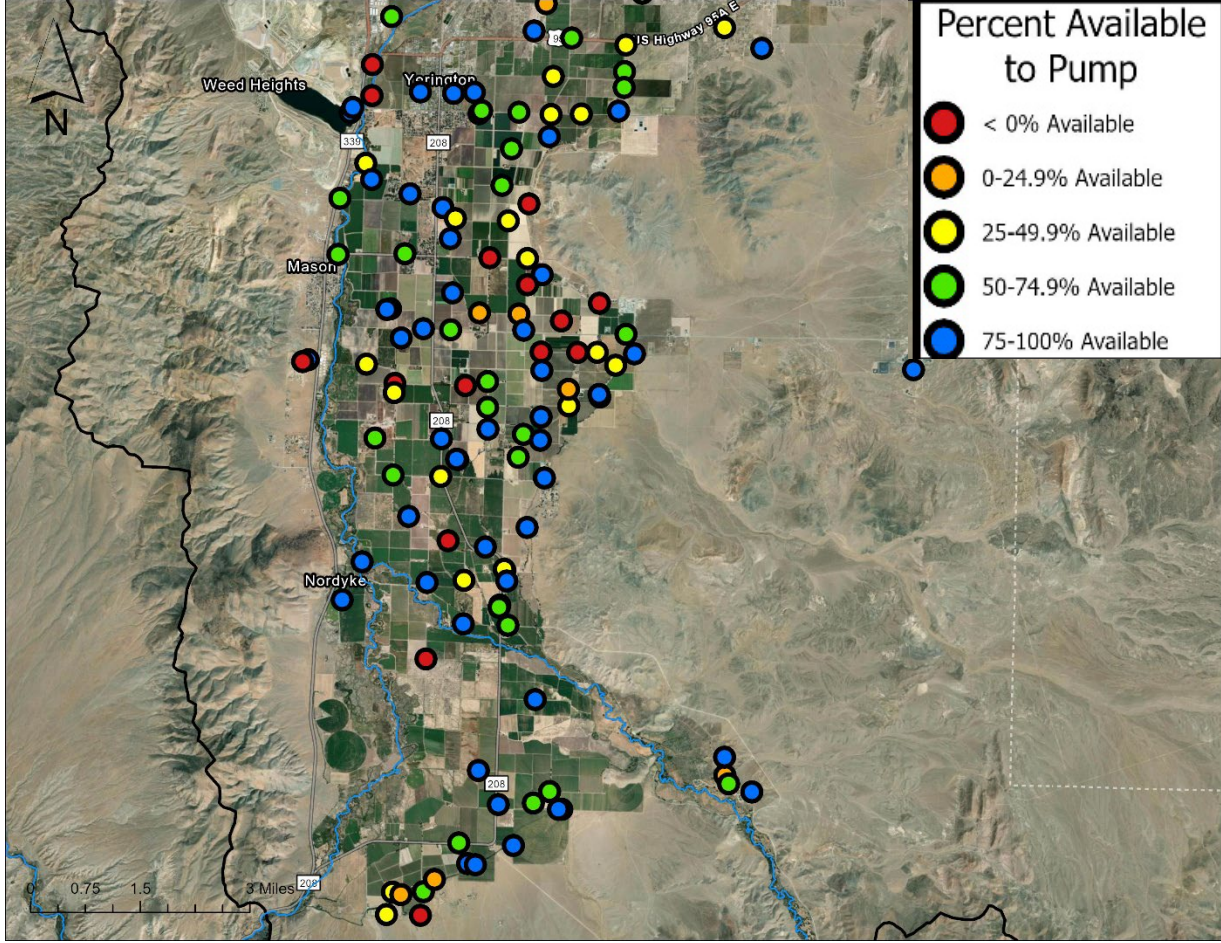 Percent Available
to Pump
< 0% Available
0-24.9% Available
25-49.9% Available
50-74.9% Available
75-100% Available
N
US Highway 95A E
Weed Heights
Yerington
339
208
Mason
208
Nordyke
208
208
0 0.75 1.5 3 Miles